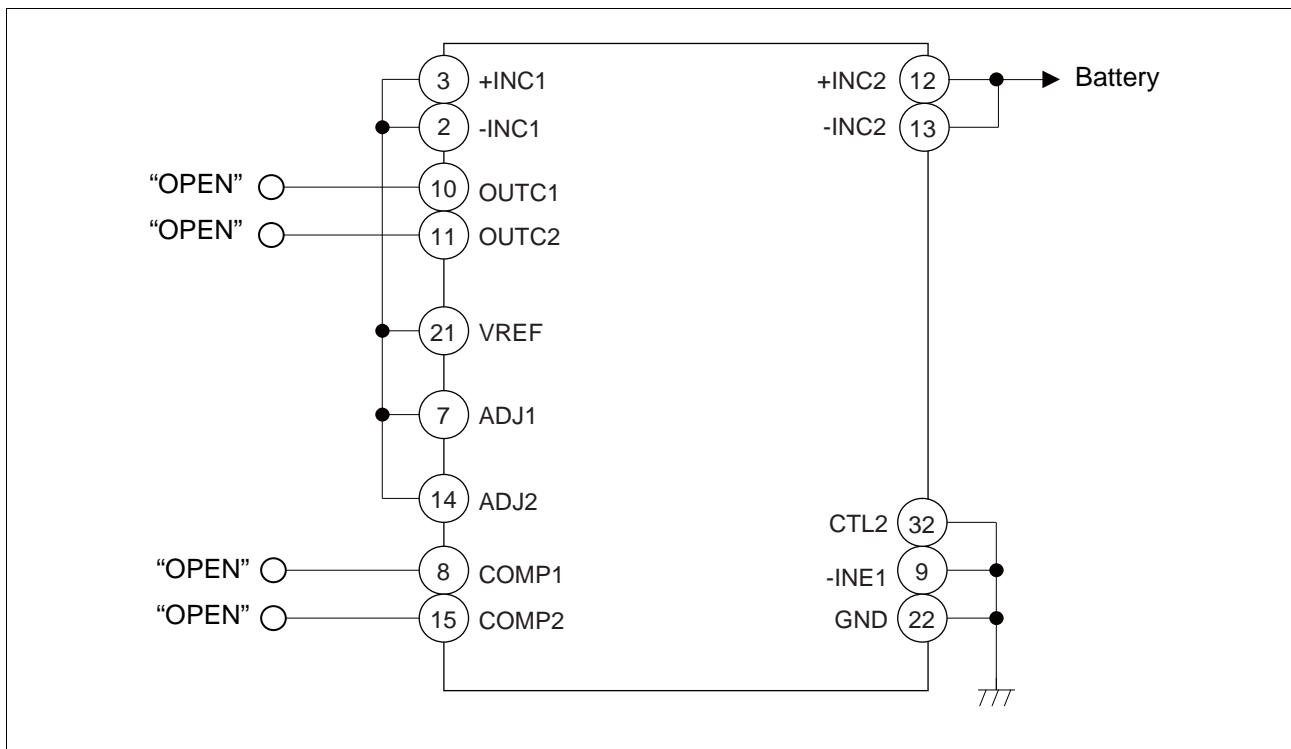 3 +INC1
2 -INC1
“OPEN” 10 OUTC1
“OPEN” 11 OUTC2
21 VREF
7 ADJ1
14 ADJ2
“OPEN” 8 COMP1
“OPEN” 15 COMP2
+INC2 12 Battery
-INC2 13
CTL2 32
-INE1 9
GND 22